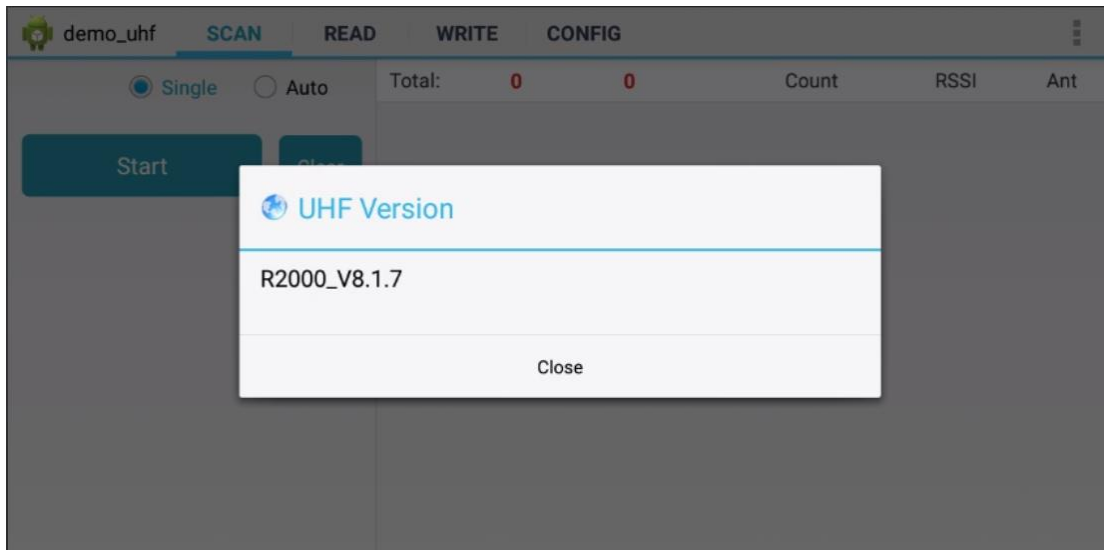 demo_uhf SCAN READ WRITE CONFIG
Single Auto
Total: 0 0 Count RSSI Ant
Start
UHF Version
R2000_V8.1.7
Close